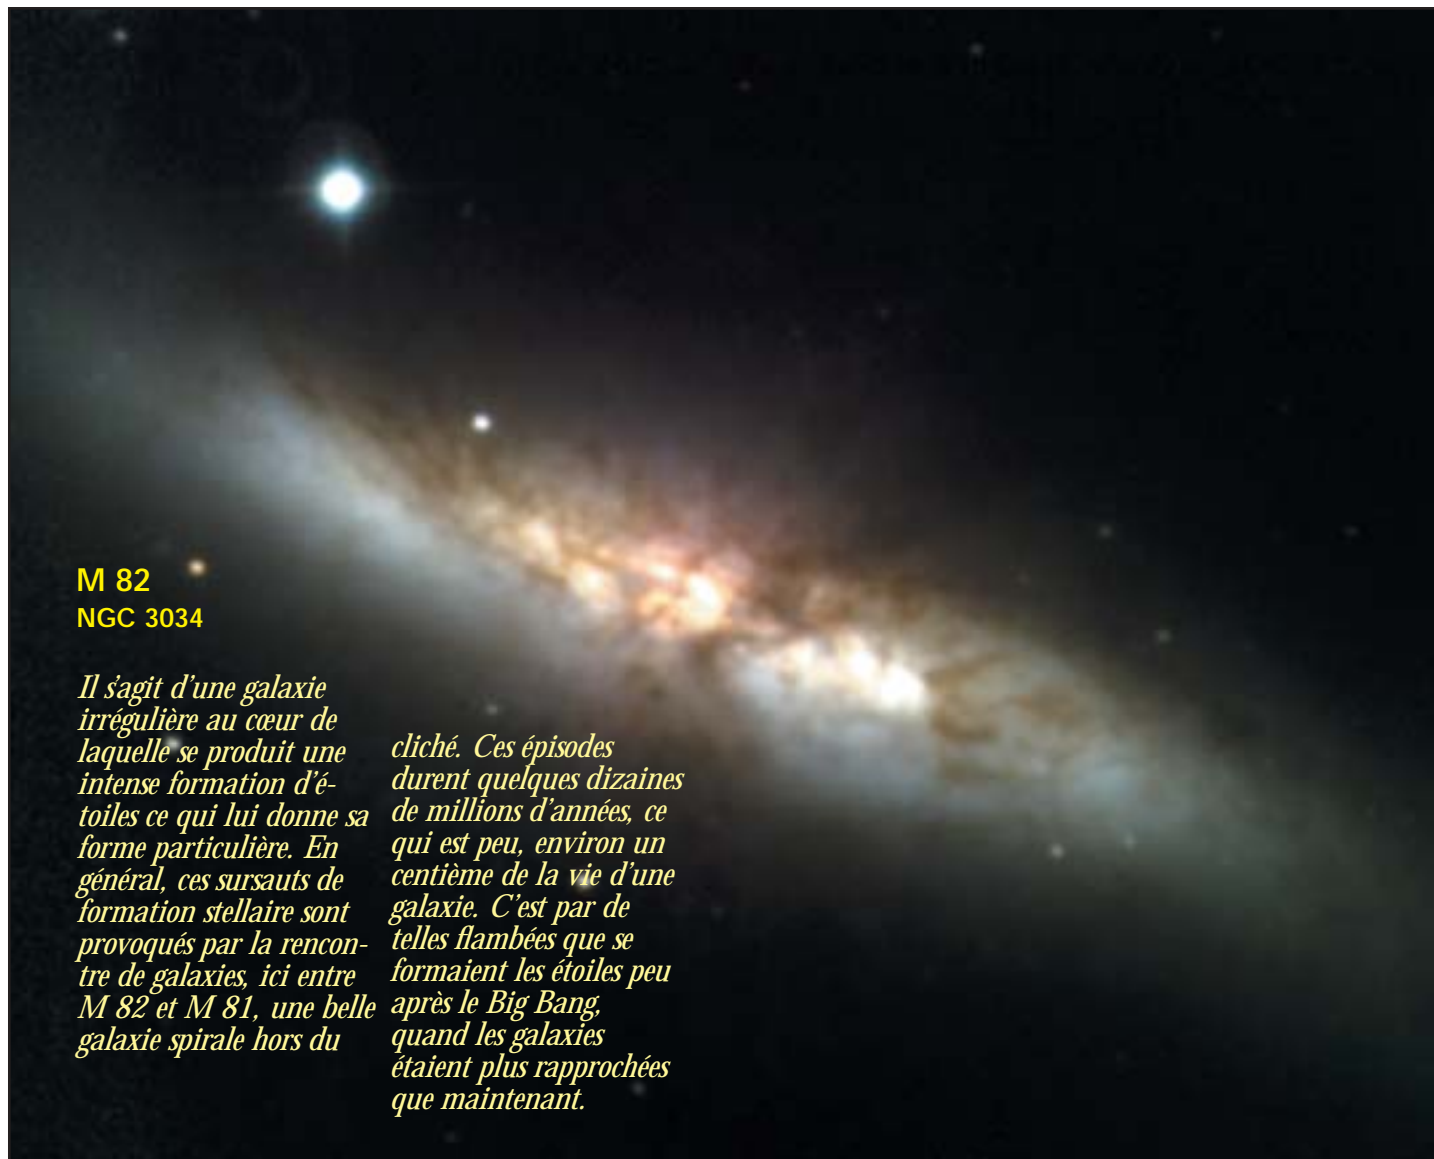 M 82
NGC 3034
Il s'agit d'une galaxie
irrégulière au cœur de
laquelle se produit une
intense formation d'é-
toiles ce qui lui donne sa
forme particulière. En
général, ces sursauts de
formation stellaire sont
provoqués par la rencon-
tre de galaxies, ici entre
M 82 et M 81, une belle
galaxie spirale hors du
cliché. Ces épisodes
durent quelques dizaines
de millions d'années, ce
qui est peu, environ un
centième de la vie d'une
galaxie. C'est par de
telles flambées que se
formaient les étoiles peu
après le Big Bang,
quand les galaxies
étaient plus rapprochées
que maintenant.